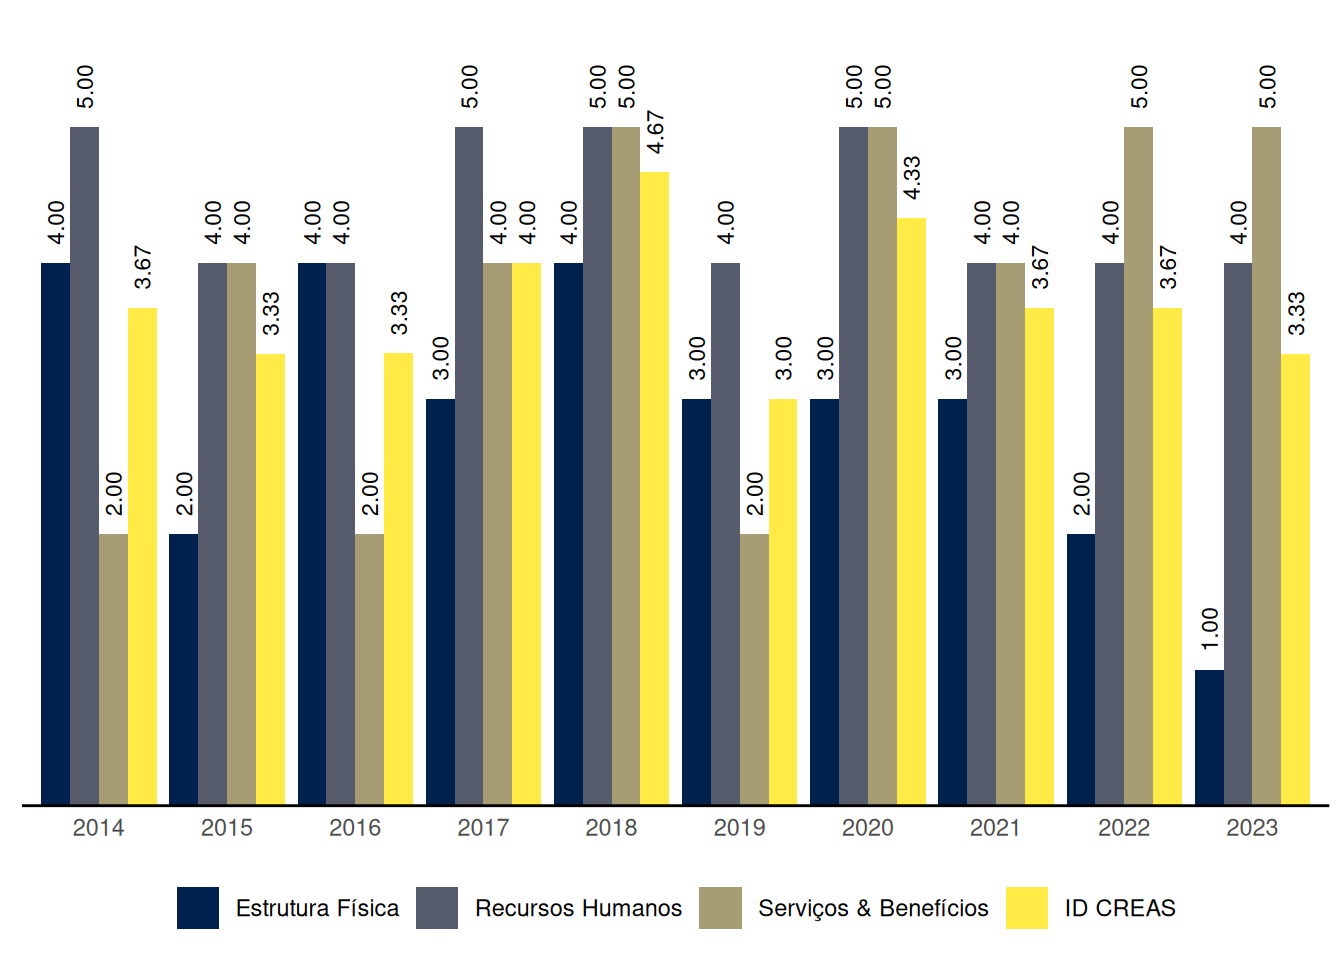 5.00 5.00 5.00 5.00 5.00 5.00 5.00 5.00
4.67
4.33
4.00 4.00 4.00 4.00 4.00 4.00 4.00 4.00 4.00 4.00 4.00 4.00 4.00
3.67 3.67 3.67
3.33 3.33 3.33
3.00 3.00 3.00 3.00 3.00
2.00 2.00 2.00 2.00 2.00
1.00
2014 2015 2016 2017 2018 2019 2020 2021 2022 2023
Estrutura Física Recursos Humanos Serviços & Benefícios ID CREAS